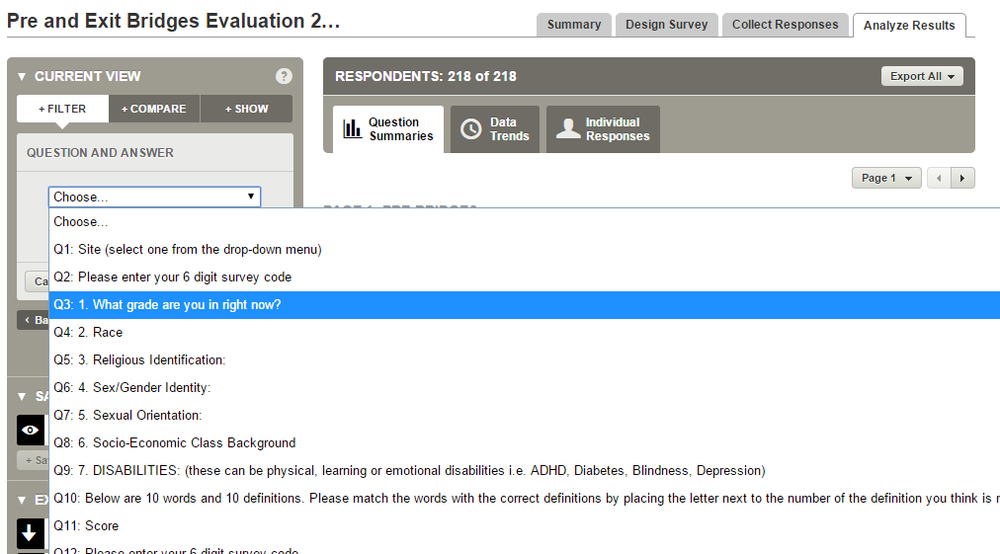 Pre and Exit Bridges Evaluation 2…
Summary
Design Survey
Collect Responses
Analyze Results
▼ CURRENT VIEW
?
+ FILTER
+ COMPARE
+ SHOW
QUESTION AND ANSWER
Choose...
RESPONDENTS: 218 of 218
Export All
Question
Summaries
Data
Trends
Individual
Responses
Page 1
Choose...
Q1: Site (select one from the drop-down menu)
Q2: Please enter your 6 digit survey code
Q3: 1. What grade are you in right now?
Q4: 2. Race
Q5: 3. Religious Identification:
Q6: 4. Sex/Gender Identity:
Q7: 5. Sexual Orientation:
Q8: 6. Socio-Economic Class Background
Q9: 7. DISABILITIES: (these can be physical, learning or emotional disabilities i.e. ADHD, Diabetes, Blindness, Depression)
Q10: Below are 10 words and 10 definitions. Please match the words with the correct definitions by placing the letter next to the number of the definition you think is
Q11: Score
Q12: Please enter your 6 digit survey code